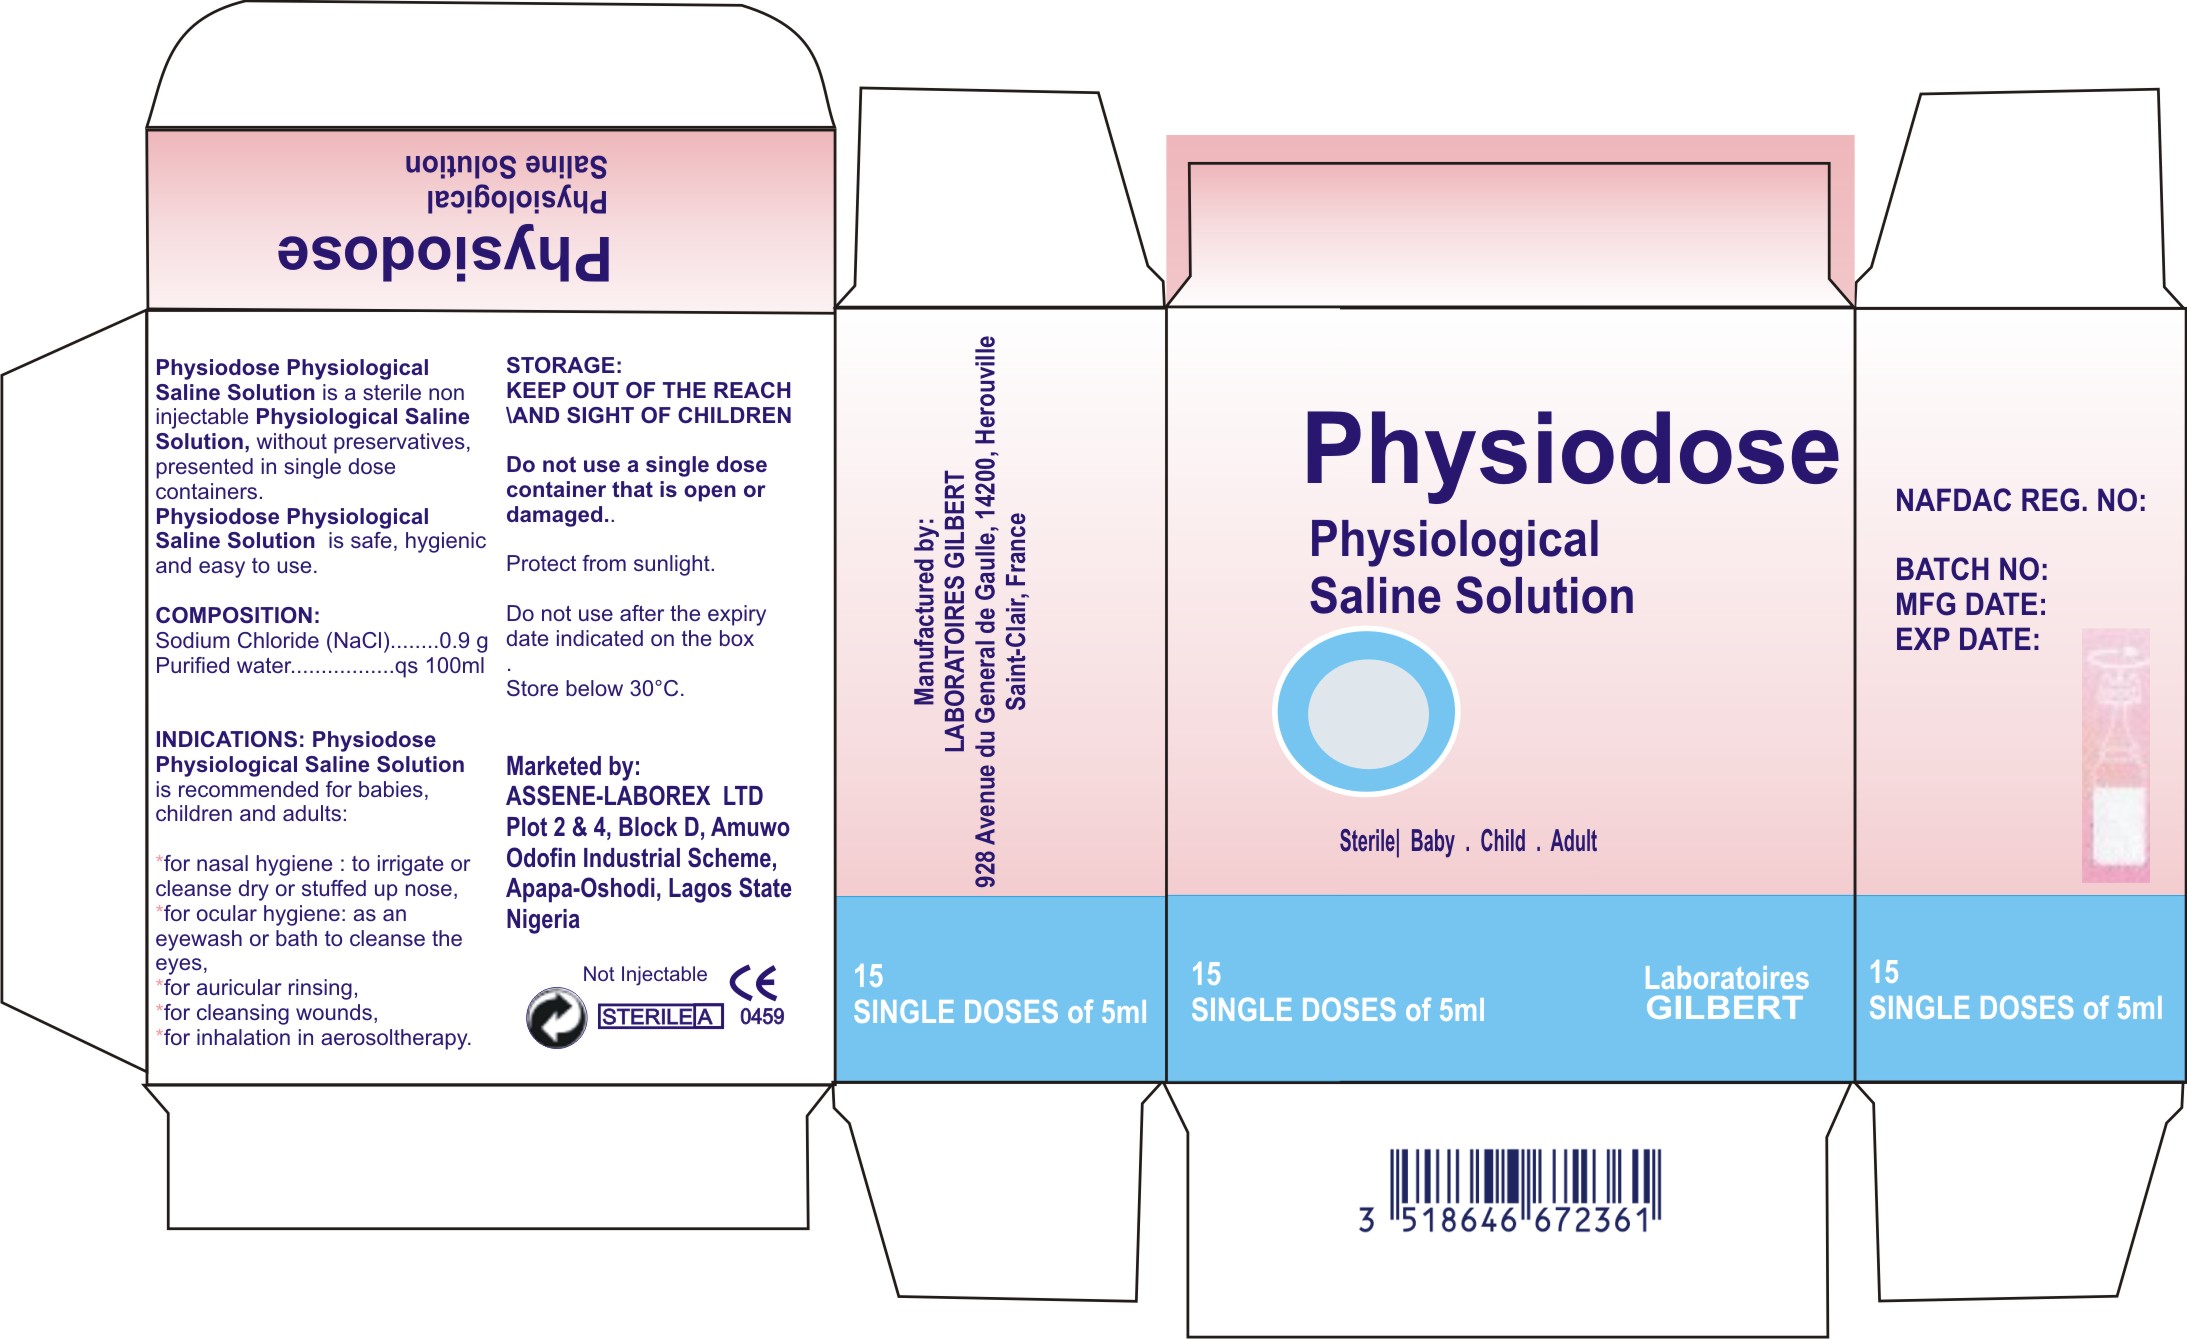 Physiodose
Physiological
Saline Solution
Physiodose Physiological
Saline Solution is a sterile non
injectable Physiological Saline
Solution, without preservatives,
presented in single dose
containers.
Physiodose Physiological
Saline Solution  is safe, hygienic
and easy to use.
COMPOSITION:
Sodium Chloride (NaCl)........0.9 g
Purified water.................qs 100ml
INDICATIONS: Physiodose
Physiological Saline Solution
is recommended for babies,
children and adults:
*for nasal hygiene : to irrigate or
cleanse dry or stuffed up nose,
*for ocular hygiene: as an
eyewash or bath to cleanse the
eyes,
*for auricular rinsing,
*for cleansing wounds,
*for inhalation in aerosoltherapy.
STORAGE:
KEEP OUT OF THE REACH
\AND SIGHT OF CHILDREN
Do not use a single dose
container that is open or
damaged..
Protect from sunlight.
Do not use after the expiry
date indicated on the box
.
Store below 30°C.
Marketed by:
ASSENE-LABOREX  LTD
Plot 2 & 4, Block D, Amuwo
Odofin Industrial Scheme,
Apapa-Oshodi, Lagos State
Nigeria
Not Injectable
CE
STERILE A
0459
Manufactured by:
LABORATOIRES GILBERT
928 Avenue du General de Gaulle, 14200, Herouville
Saint-Clair, France
15
SINGLE DOSES of 5ml
Physiodose
Physiological
Saline Solution
Sterile| Baby . Child . Adult
15
SINGLE DOSES of 5ml
Laboratoires
GILBERT
NAFDAC REG. NO:
BATCH NO:
MFG DATE:
EXP DATE:
15
SINGLE DOSES of 5ml
3 518646 672361